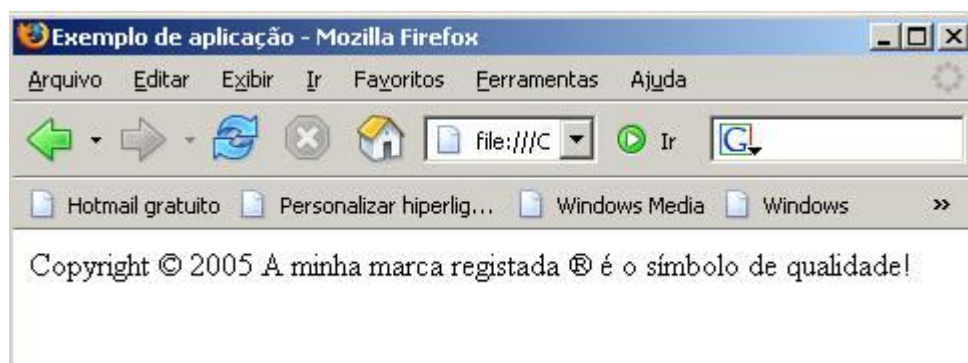 Exemplo de aplicação - Mozilla Firefox
Arquivo Editar Exibir Ir Favoritos Ferramentas Ajuda
file:///C Ir G
Hotmail gratuito Personalizar hiperlig... Windows Media Windows »
Copyright © 2005 A minha marca registada ® é o símbolo de qualidade!